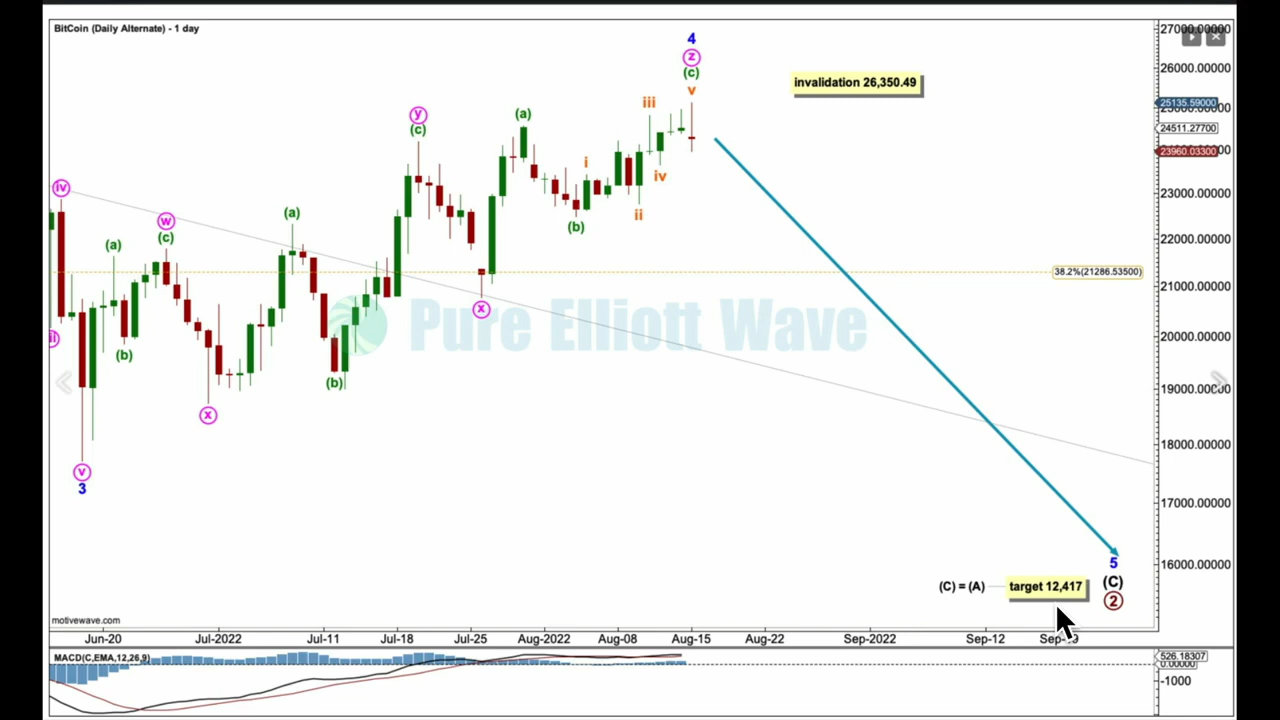 BitCoin (Daily Alternate) - 1 day
27000.00000
4
z
(c)
v
26000.00000
invalidation 26,350.49
25135.59000
iii
y
(c)
(a)
24511.27700
23960.03300
i
iv
iv
23000.00000
ii
w
(c)
(a)
(b)
22000.00000
(a)
38.2%(21286.53500)
21000.00000
x
Pure Elliott Wave
20000.00000
(b)
(b)
19000.00000
x
18000.00000
v
3
17000.00000
16000.00000
5
(C) = (A)
target 12,417
(C)
2
motivewave.com
Jun-20
Jul-2022
Jul-11
Jul-18
Jul-25
Aug-2022
Aug-08
Aug-15
Aug-22
Sep-2022
Sep-12
MACD(C,EMA,12,26,9)
526.18307
0.00000
-1000